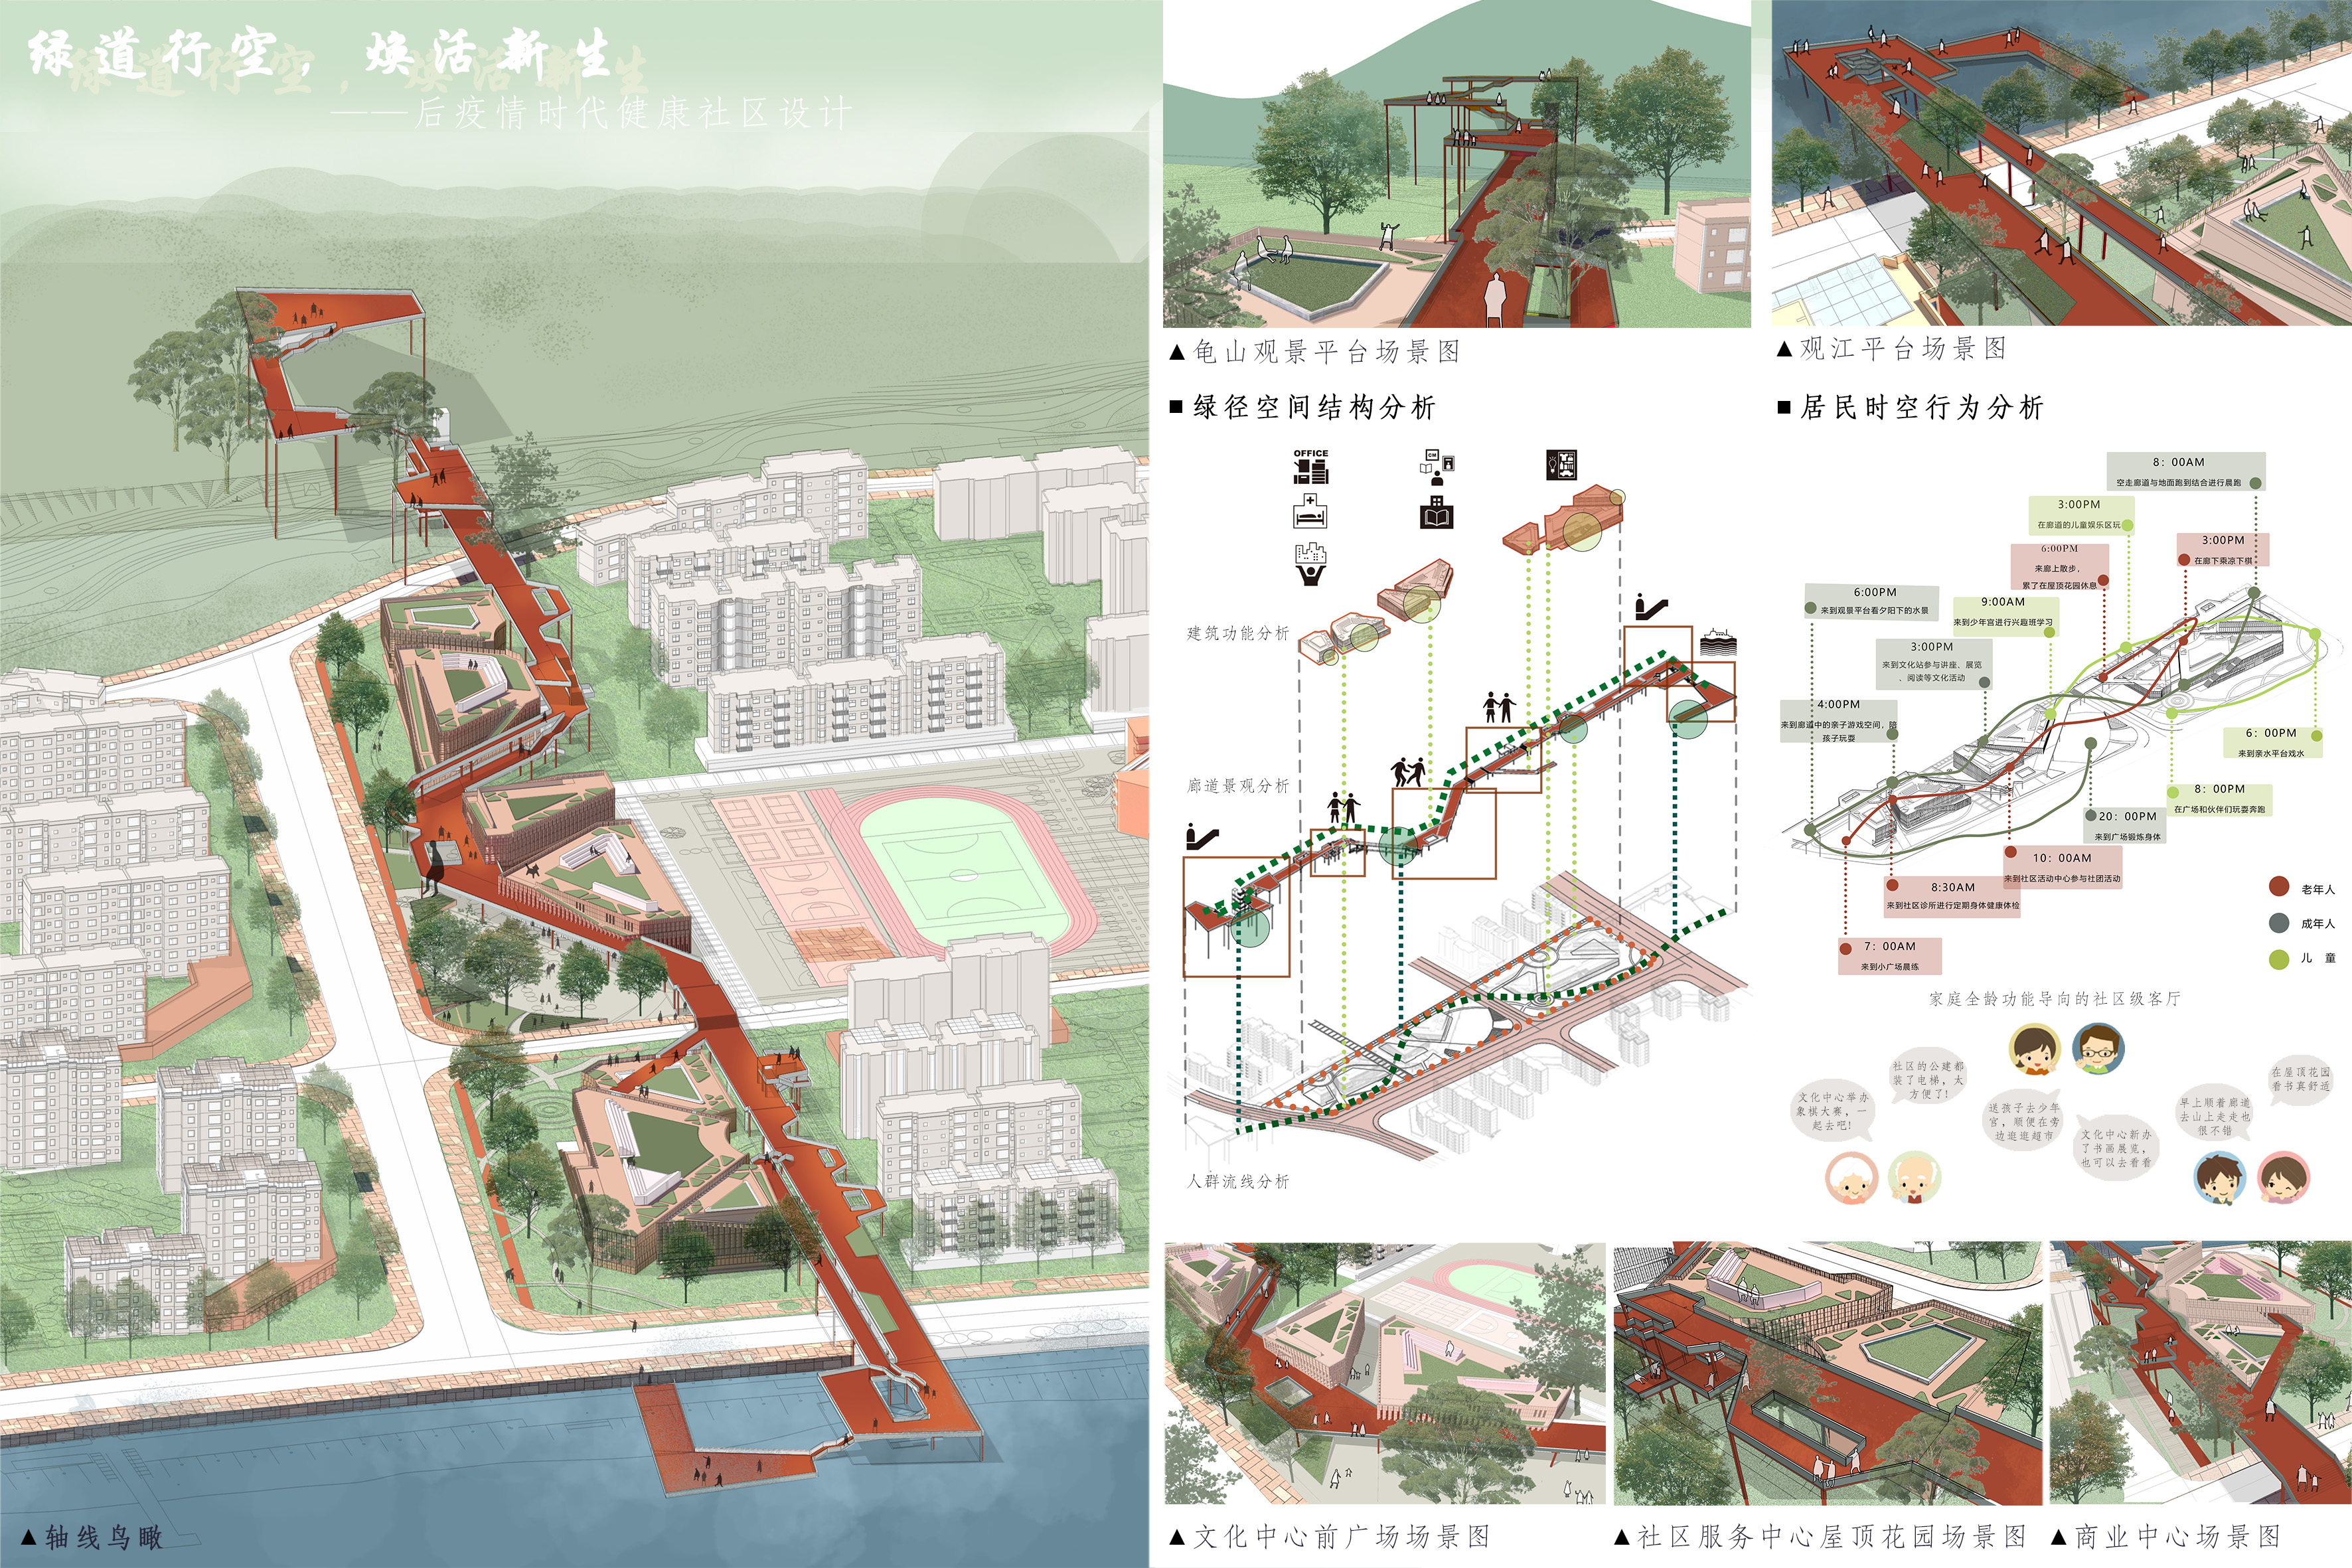 绿道行空，焕活新生
——后疫情时代健康社区设计
▲轴线鸟瞰
▲龟山观景平台场景图
▲观江平台场景图
■绿径空间结构分析
OFFICE
CM
建筑功能分析
廊道景观分析
人群流线分析
■居民时空行为分析
8：00AM
空走廊道与地面跑到结合进行晨跑
3:00PM
在廊道的儿童娱乐区玩
3:00PM
在廊下乘凉下棋
6:00PM
来廊上散步，
累了在屋顶花园休息
6:00PM
来到观景平台看夕阳下的水景
9:00AM
来到少年宫进行兴趣班学习
3:00PM
来到文化站参与讲座、展览
、阅读等文化活动
4:00PM
来到廊道中的亲子游戏空间，陪
孩子玩耍
6：00PM
来到亲水平台戏水
8：00PM
在广场和伙伴们玩耍奔跑
20：00PM
来到广场锻炼身体
10：00AM
来到社区活动中心参与社团活动
8:30AM
来到社区诊所进行定期身体健康体检
7：00AM
来到小广场晨练
老年人
成年人
儿 童
家庭全龄功能导向的社区级客厅
文化中心举办
象棋大赛，一
起去吧！
社区的公建都
装了电梯，太
方便了！
送孩子去少年
宫，顺便在旁
边逛逛超市
文化中心新办
了书画展览，
也可以去看看
早上顺着廊道
去山上走走也
很不错
在屋顶花园
看书真舒适
▲文化中心前广场场景图
▲社区服务中心屋顶花园场景图
▲商业中心场景图